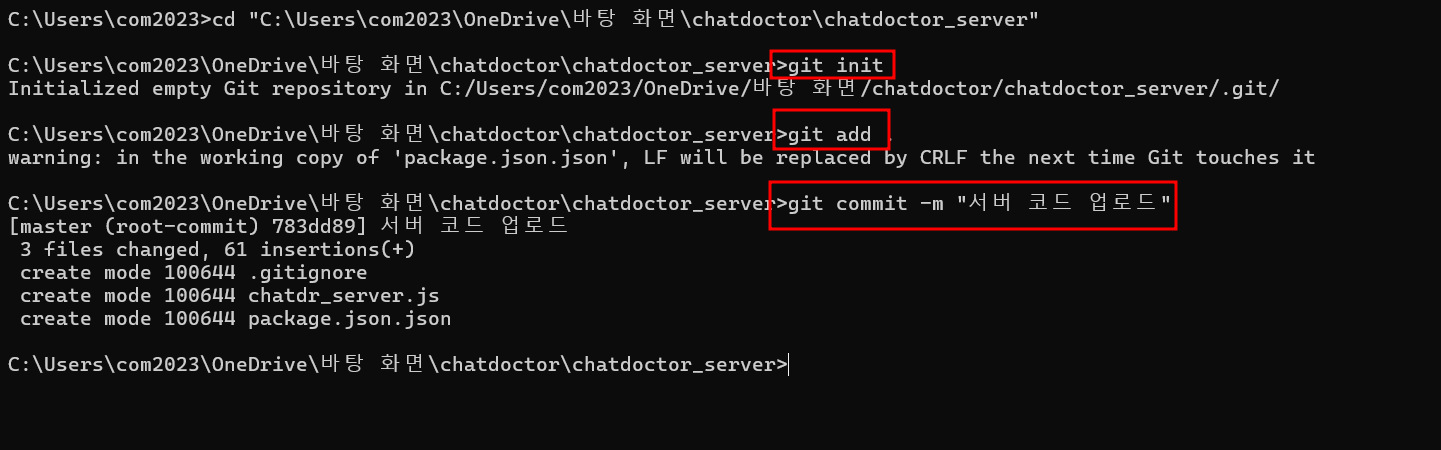 C:\Users\com2023>cd "C:\Users\com2023\OneDrive\바탕 화면\chatdoctor\chatdoctor_server"
C:\Users\com2023\OneDrive\바탕 화면\chatdoctor\chatdoctor_server>git init
Initialized empty Git repository in C:/Users/com2023/OneDrive/바탕 화면/chatdoctor/chatdoctor_server/.git/
C:\Users\com2023\OneDrive\바탕 화면\chatdoctor\chatdoctor_server>git add .
warning: in the working copy of 'package.json.json', LF will be replaced by CRLF the next time Git touches it
C:\Users\com2023\OneDrive\바탕 화면\chatdoctor\chatdoctor_server>git commit -m "서버 코드 업로드"
[master (root-commit) 783dd89] 서버 코드 업로드
 3 files changed, 61 insertions(+)
 create mode 100644 .gitignore
 create mode 100644 chatdr_server.js
 create mode 100644 package.json.json
C:\Users\com2023\OneDrive\바탕 화면\chatdoctor\chatdoctor_server>